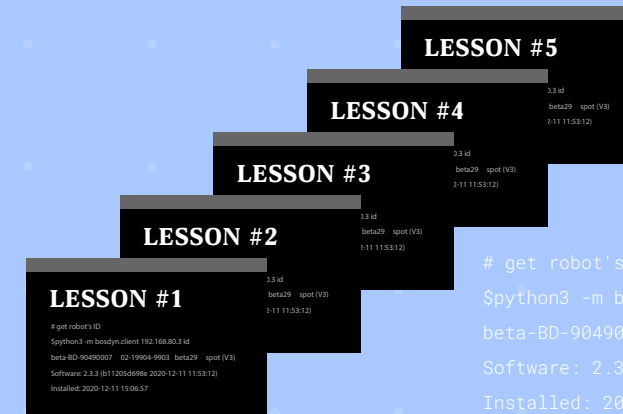 LESSON #5
0.3 id
beta29 spot (V3)
2-11 11:53:12)
LESSON #4
0.3 id
beta29 spot (V3)
2-11 11:53:12)
LESSON #3
0.3 id
beta29 spot (V3)
2-11 11:53:12)
LESSON #2
0.3 id
beta29 spot (V3)
2-11 11:53:12)
LESSON #1
# get robot's ID
$python3 -m bosdyn.client 192.168.80.3 id
beta-BD-90490007 02-19904-9903 beta29 spot (V3)
Software: 2.3.3 (b11205d698e 2020-12-11 11:53:12)
Installed: 2020-12-11 15:06:57
# get robot's
$python3 -m b
beta-BD-90490
Software: 2.3
Installed: 20